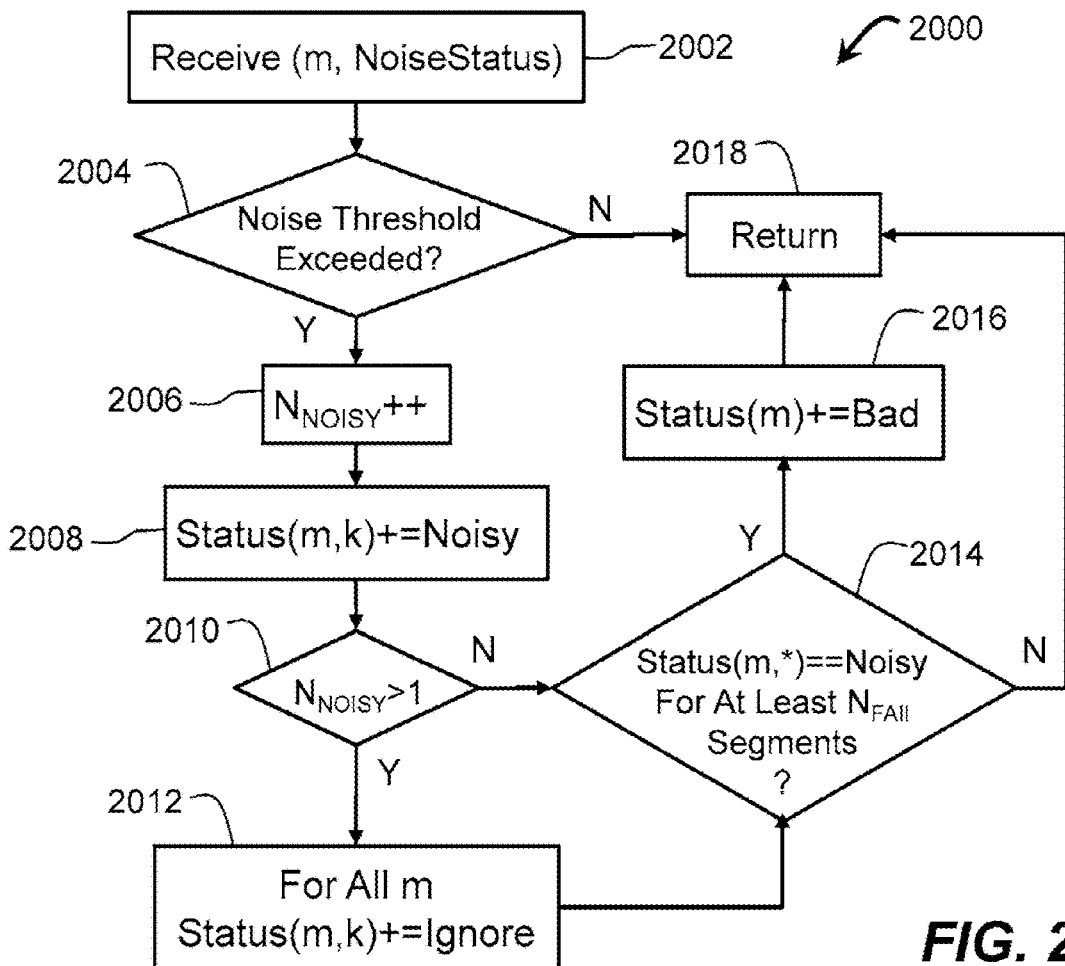 2000
Receive (m, NoiseStatus)
2002
2004
Noise Threshold
Exceeded?
N
Y
2018
Return
2006
N_NOISY++
2016
Status(m)+=Bad
2008
Status(m,k)+=Noisy
Y
2010
N_NOISY>1
N
Y
2014
Status(m,*)==Noisy
For At Least N_FAIl
Segments
?
N
2012
For All m
Status(m,k)+=Ignore
FIG. 2